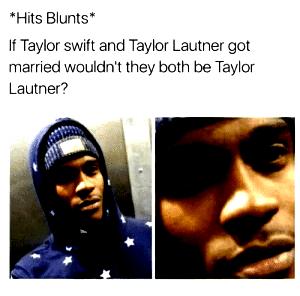 *Hits Blunts*
If Taylor swift and Taylor Lautner got
married wouldn't they both be Taylor
Lautner?